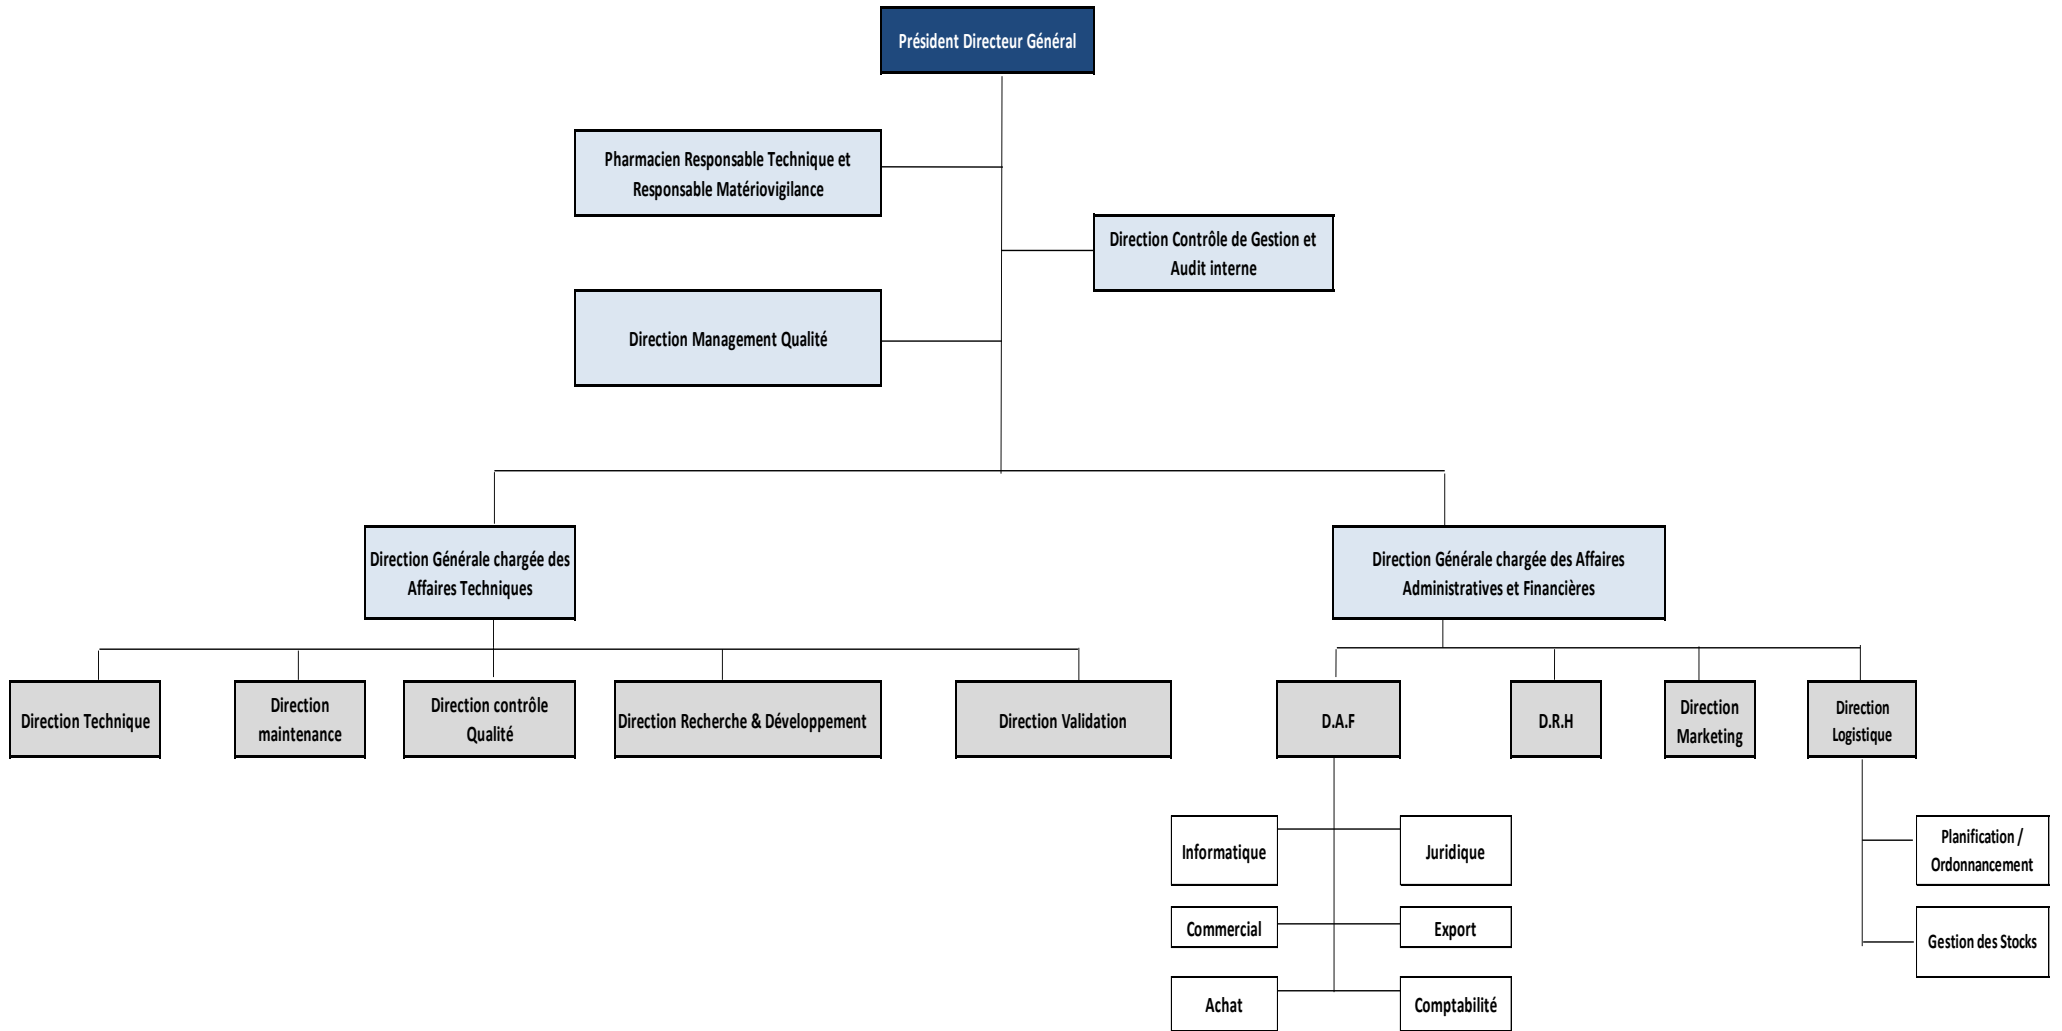 Président Directeur Général
Pharmacien Responsable Technique et
Responsable Matériovigilance
Direction Contrôle de Gestion et
Audit interne
Direction Management Qualité
Direction Générale chargée des
Affaires Techniques
Direction Générale chargée des Affaires
Administratives et Financières
Direction Technique
Direction
maintenance
Direction contrôle
Qualité
Direction Recherche & Développement
Direction Validation
D.A.F
D.R.H
Direction
Marketing
Direction
Logistique
Informatique
Juridique
Planification /
Ordonnancement
Commercial
Export
Gestion des Stocks
Achat
Comptabilité